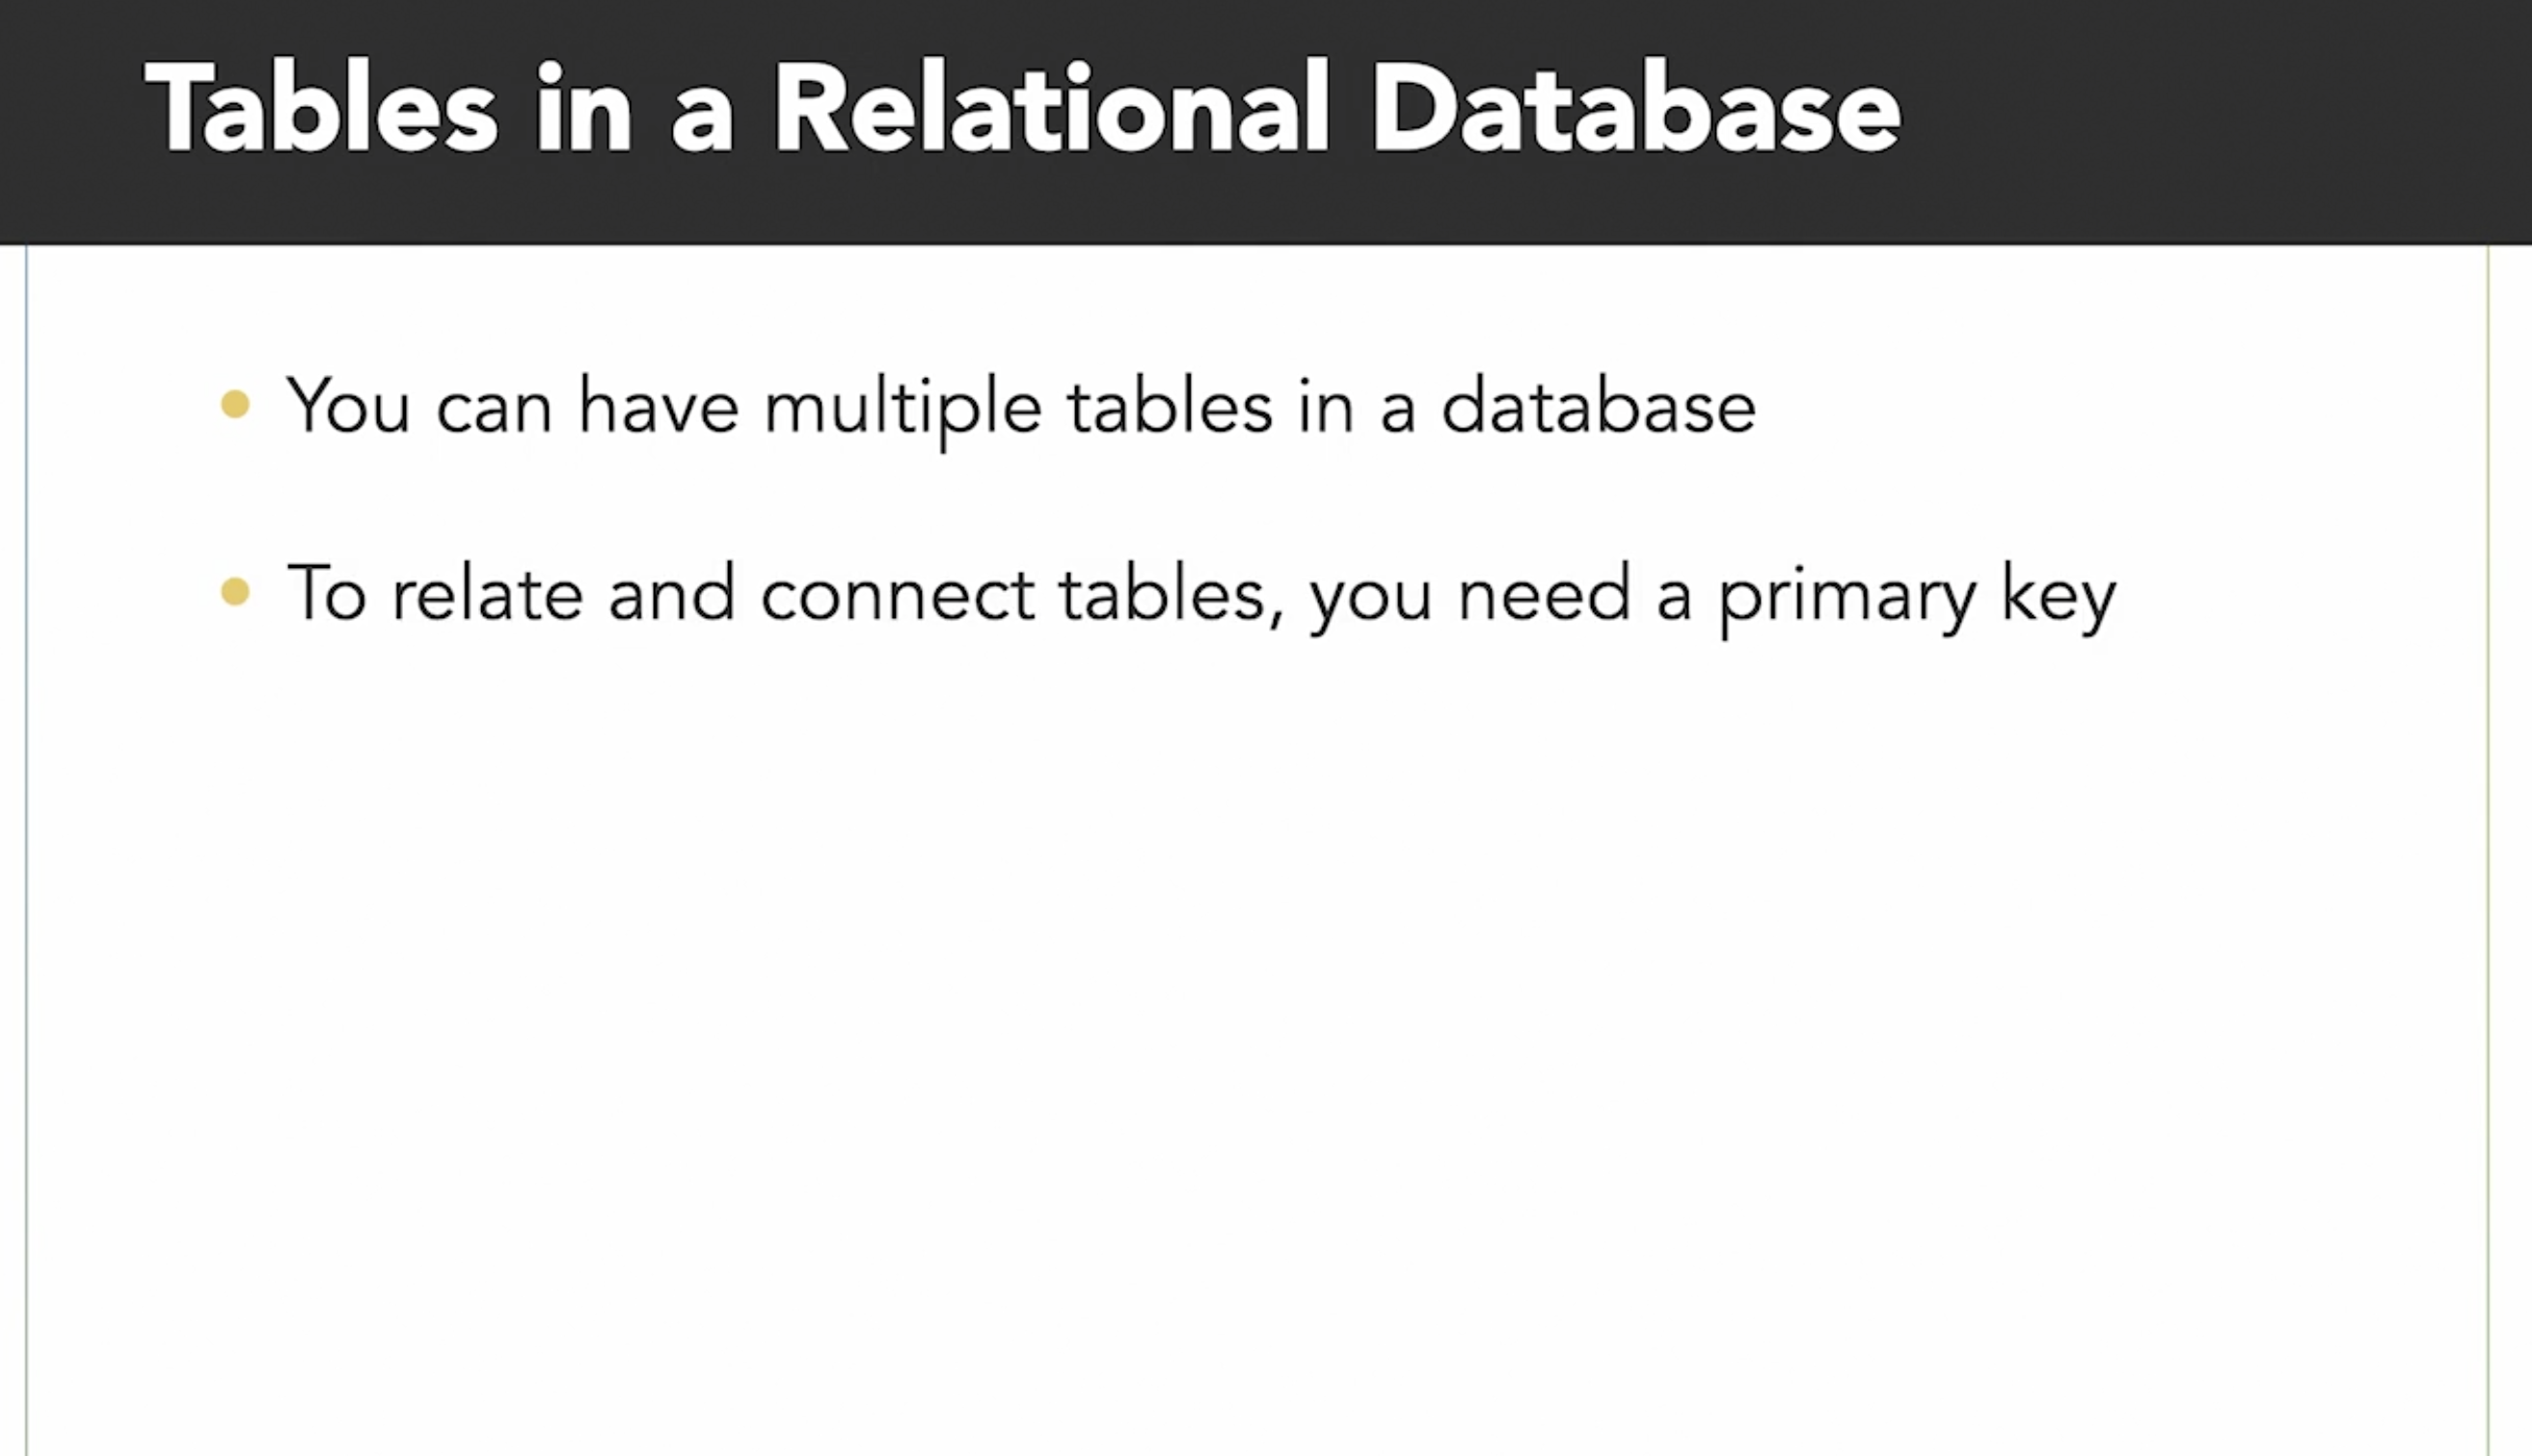 Tables in a Relational Database
You can have multiple tables in a database
To relate and connect tables, you need a primary key